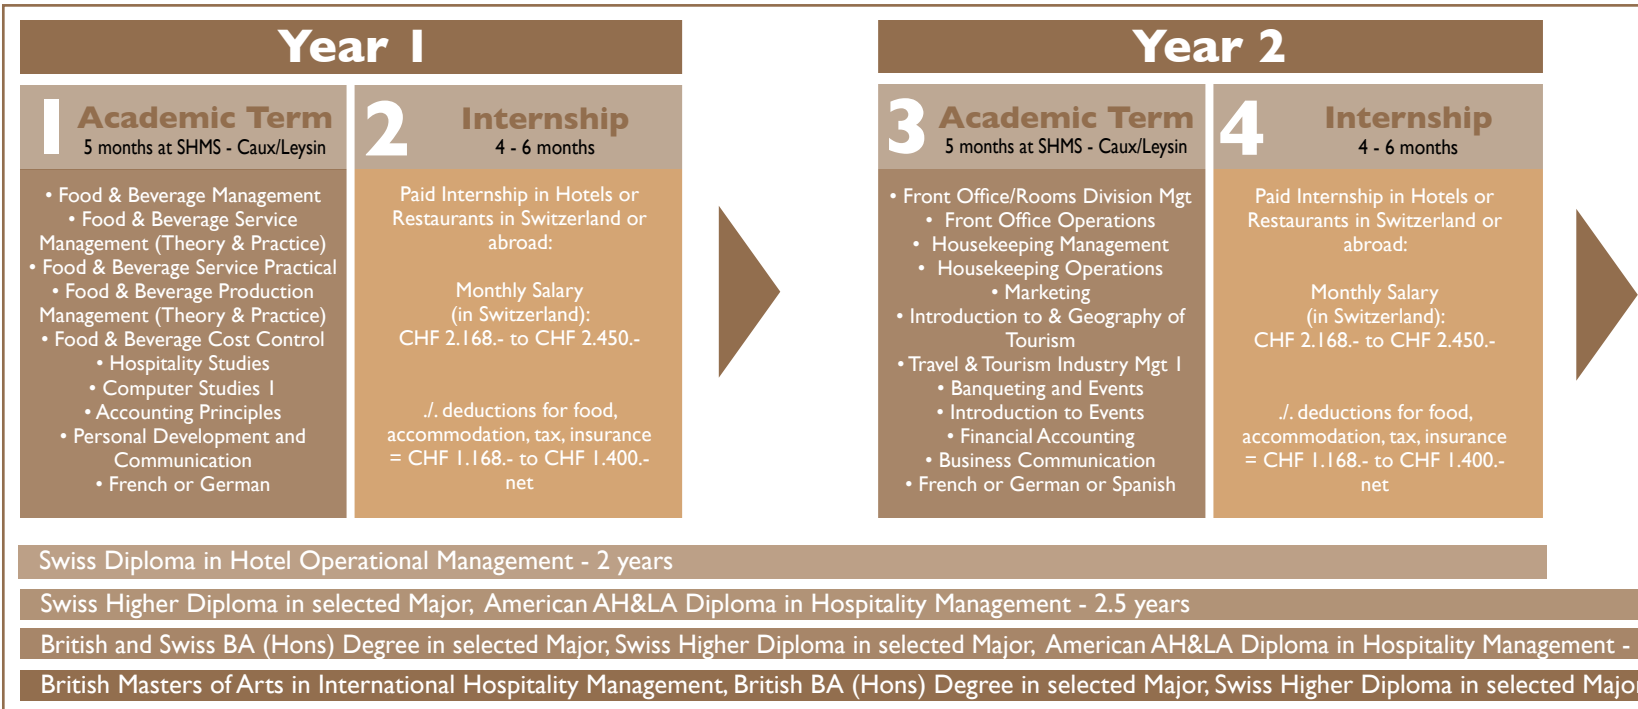 Year 1
1 Academic Term
5 months at SHMS - Caux/Leysin
• Food & Beverage Management
• Food & Beverage Service
Management (Theory & Practice)
• Food & Beverage Service Practical
• Food & Beverage Production
Management (Theory & Practice)
• Food & Beverage Cost Control
• Hospitality Studies
• Computer Studies 1
• Accounting Principles
• Personal Development and
Communication
• French or German
2 Internship
4 - 6 months
Paid Internship in Hotels or
Restaurants in Switzerland or
abroad:
Monthly Salary
(in Switzerland):
CHF 2.168.- to CHF 2.450.-
./. deductions for food,
accommodation, tax, insurance
= CHF 1.168.- to CHF 1.400.-
net
Year 2
3 Academic Term
5 months at SHMS - Caux/Leysin
• Front Office/Rooms Division Mgt
• Front Office Operations
• Housekeeping Management
• Housekeeping Operations
• Marketing
• Introduction to & Geography of
Tourism
• Travel & Tourism Industry Mgt 1
• Banqueting and Events
• Introduction to Events
• Financial Accounting
• Business Communication
• French or German or Spanish
4 Internship
4 - 6 months
Paid Internship in Hotels or
Restaurants in Switzerland or
abroad:
Monthly Salary
(in Switzerland):
CHF 2.168.- to CHF 2.450.-
./. deductions for food,
accommodation, tax, insurance
= CHF 1.168.- to CHF 1.400.-
net
Swiss Diploma in Hotel Operational Management - 2 years
Swiss Higher Diploma in selected Major, American AH&LA Diploma in Hospitality Management - 2.5 years
British and Swiss BA (Hons) Degree in selected Major, Swiss Higher Diploma in selected Major, American AH&LA Diploma in Hospitality Management -
British Masters of Arts in International Hospitality Management, British BA (Hons) Degree in selected Major, Swiss Higher Diploma in selected Major